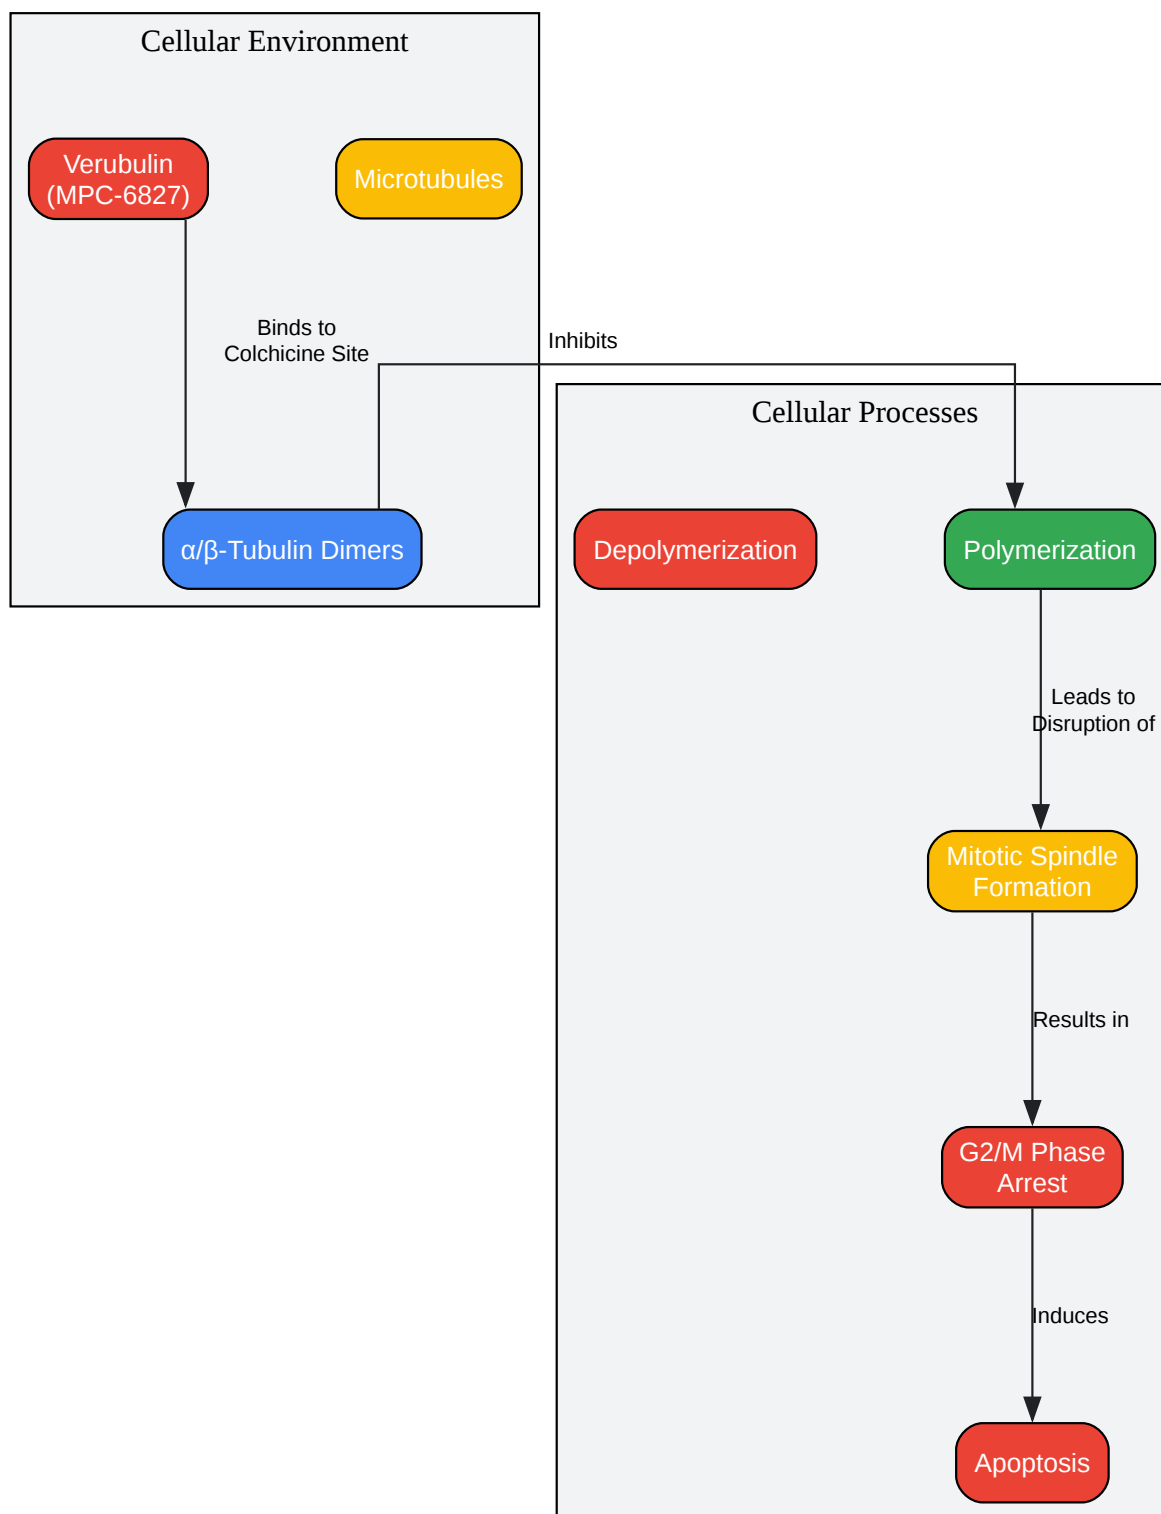 Cellular Environment
Verubulin
(MPC-6827)
Microtubules
Binds to
Colchicine Site
Inhibits
Cellular Processes
α/β-Tubulin Dimers
Depolymerization
Polymerization
Leads to
Disruption of
Mitotic Spindle
Formation
Results in
G2/M Phase
Arrest
Induces
Apoptosis